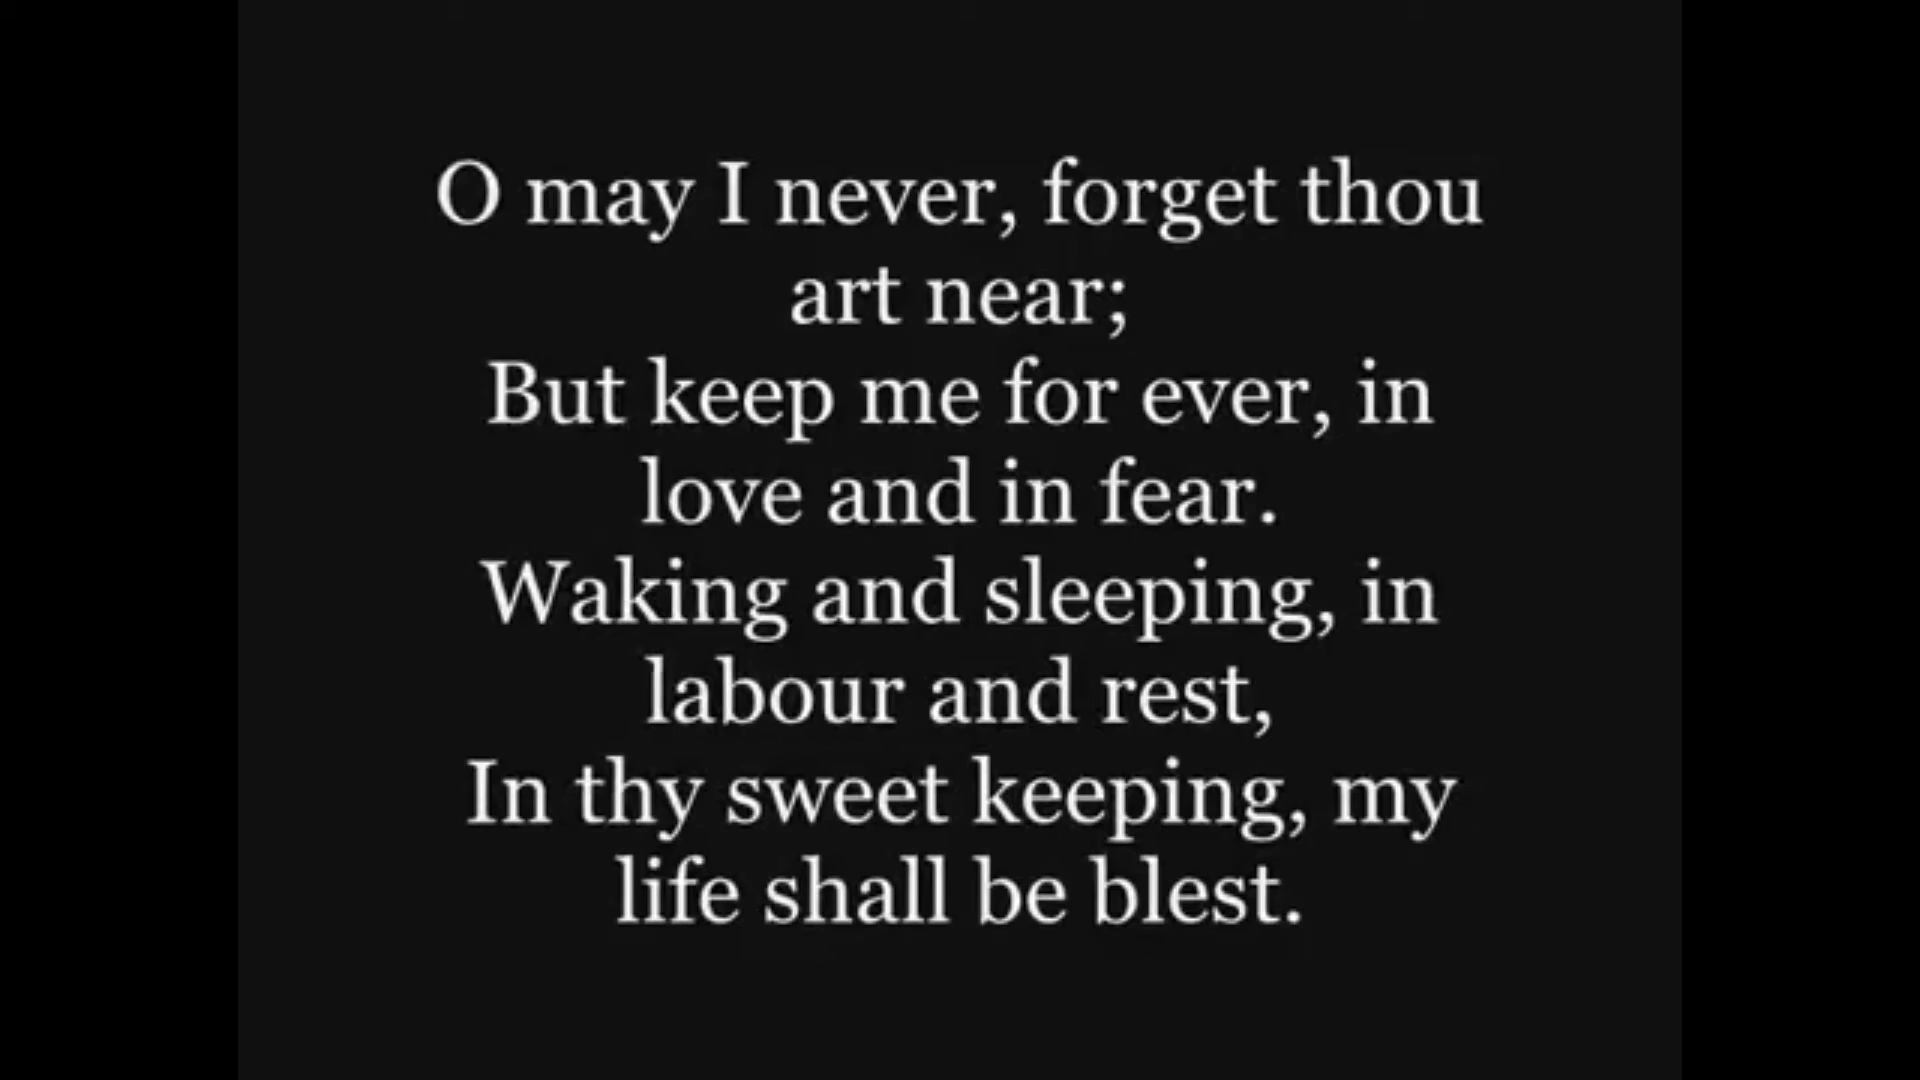 O may I never, forget thou
art near;
But keep me for ever, in
love and in fear.
Waking and sleeping, in
labour and rest,
In thy sweet keeping, my
life shall be blest.